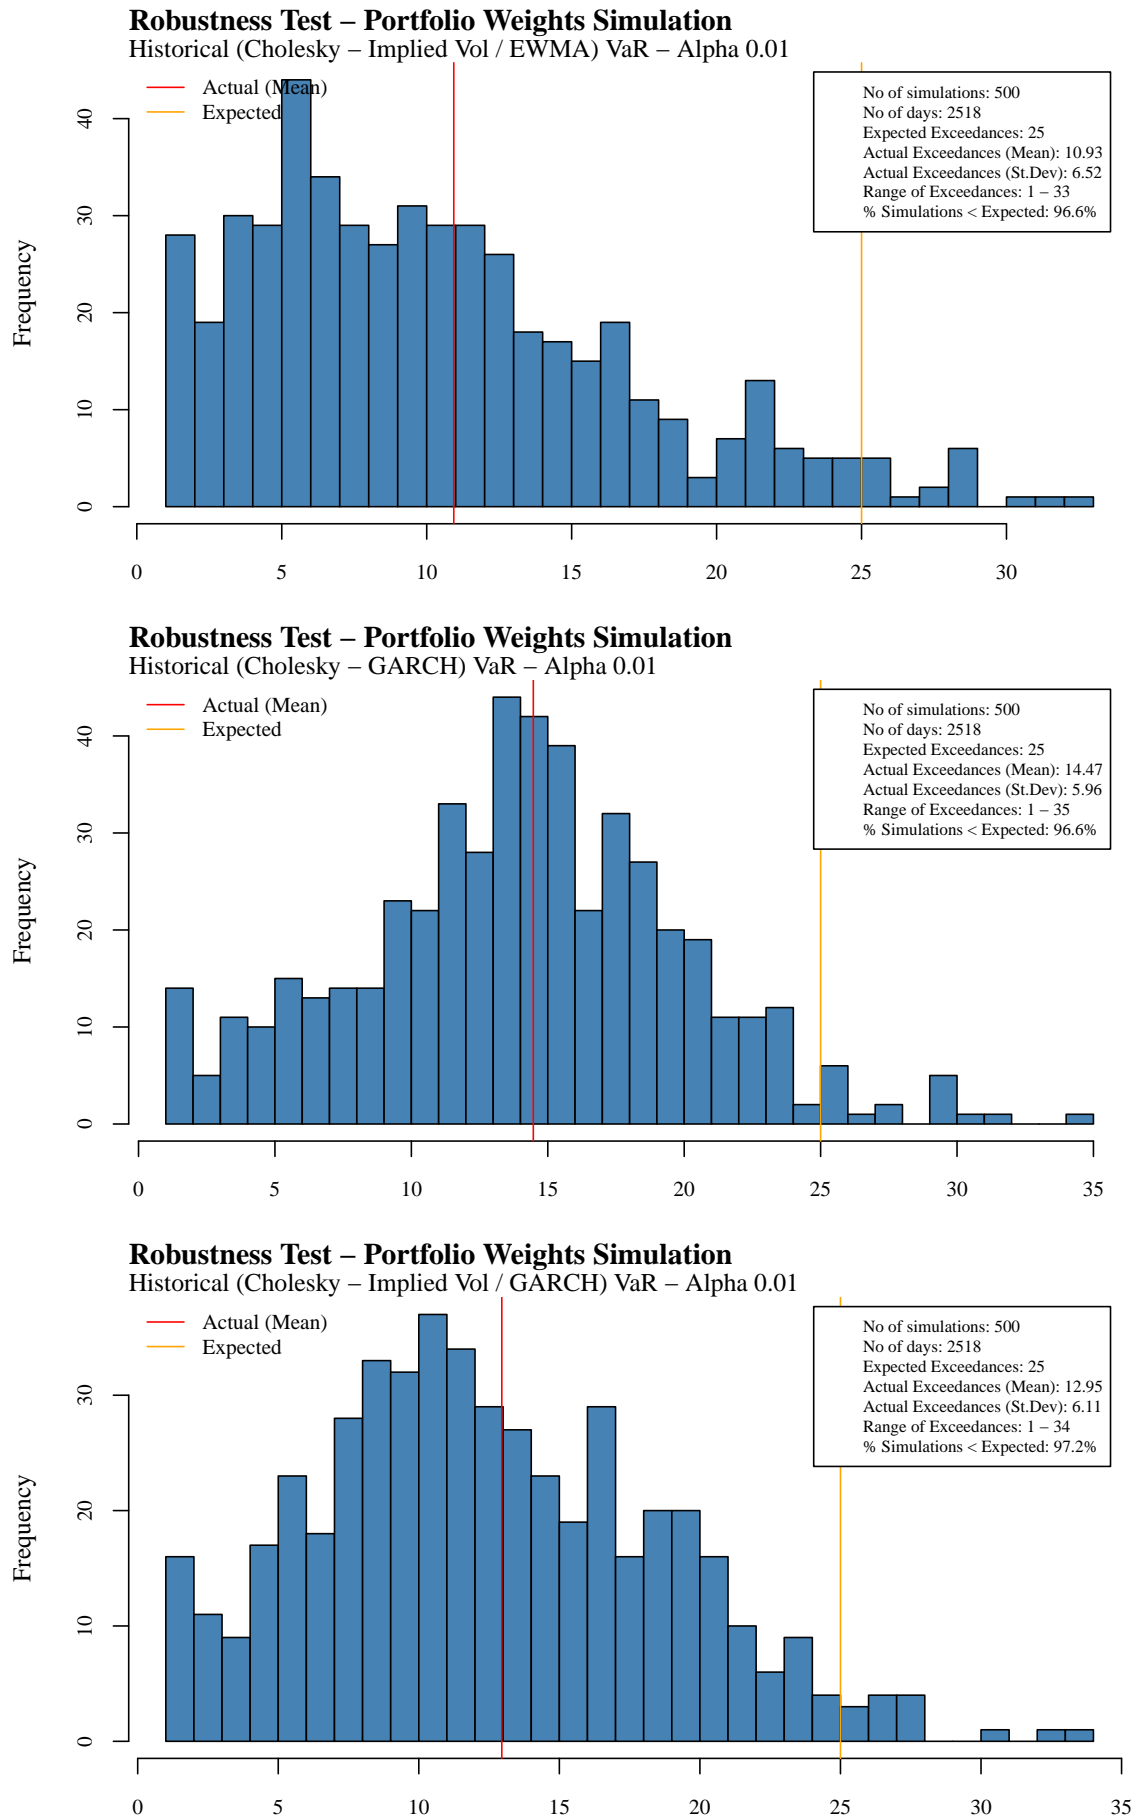 Robustness Test – Portfolio Weights Simulation
Historical (Cholesky – Implied Vol / EWMA) VaR – Alpha 0.01
Actual (Mean)
Expected
No of simulations: 500
No of days: 2518
Expected Exceedances: 25
Actual Exceedances (Mean): 10.93
Actual Exceedances (St.Dev): 6.52
Range of Exceedances: 1 – 33
% Simulations < Expected: 96.6%
Frequency
40
30
20
10
0
0 5 10 15 20 25 30
Robustness Test – Portfolio Weights Simulation
Historical (Cholesky – GARCH) VaR – Alpha 0.01
Actual (Mean)
Expected
No of simulations: 500
No of days: 2518
Expected Exceedances: 25
Actual Exceedances (Mean): 14.47
Actual Exceedances (St.Dev): 5.96
Range of Exceedances: 1 – 35
% Simulations < Expected: 96.6%
Frequency
40
30
20
10
0
0 5 10 15 20 25 30 35
Robustness Test – Portfolio Weights Simulation
Historical (Cholesky – Implied Vol / GARCH) VaR – Alpha 0.01
Actual (Mean)
Expected
No of simulations: 500
No of days: 2518
Expected Exceedances: 25
Actual Exceedances (Mean): 12.95
Actual Exceedances (St.Dev): 6.11
Range of Exceedances: 1 – 34
% Simulations < Expected: 97.2%
Frequency
30
20
10
0
0 5 10 15 20 25 30 35